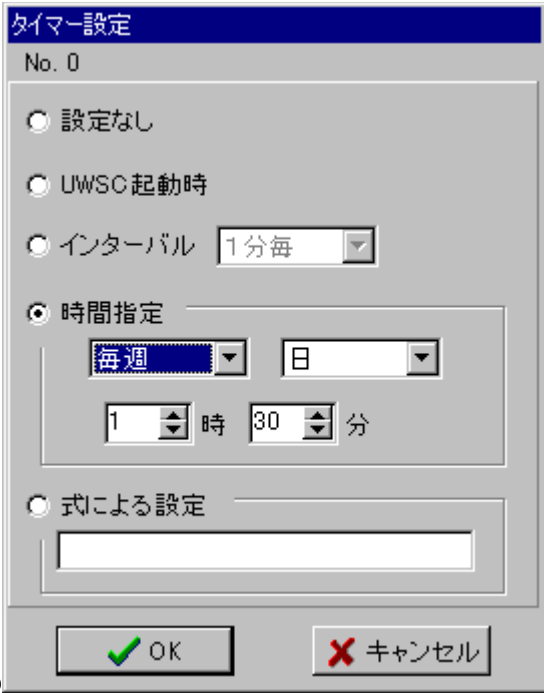 タイマー設定
No. 0
設定なし
UWSC起動時
インターバル 1分毎
時間指定
毎週 日
1 時 30 分
式による設定
OK キャンセル